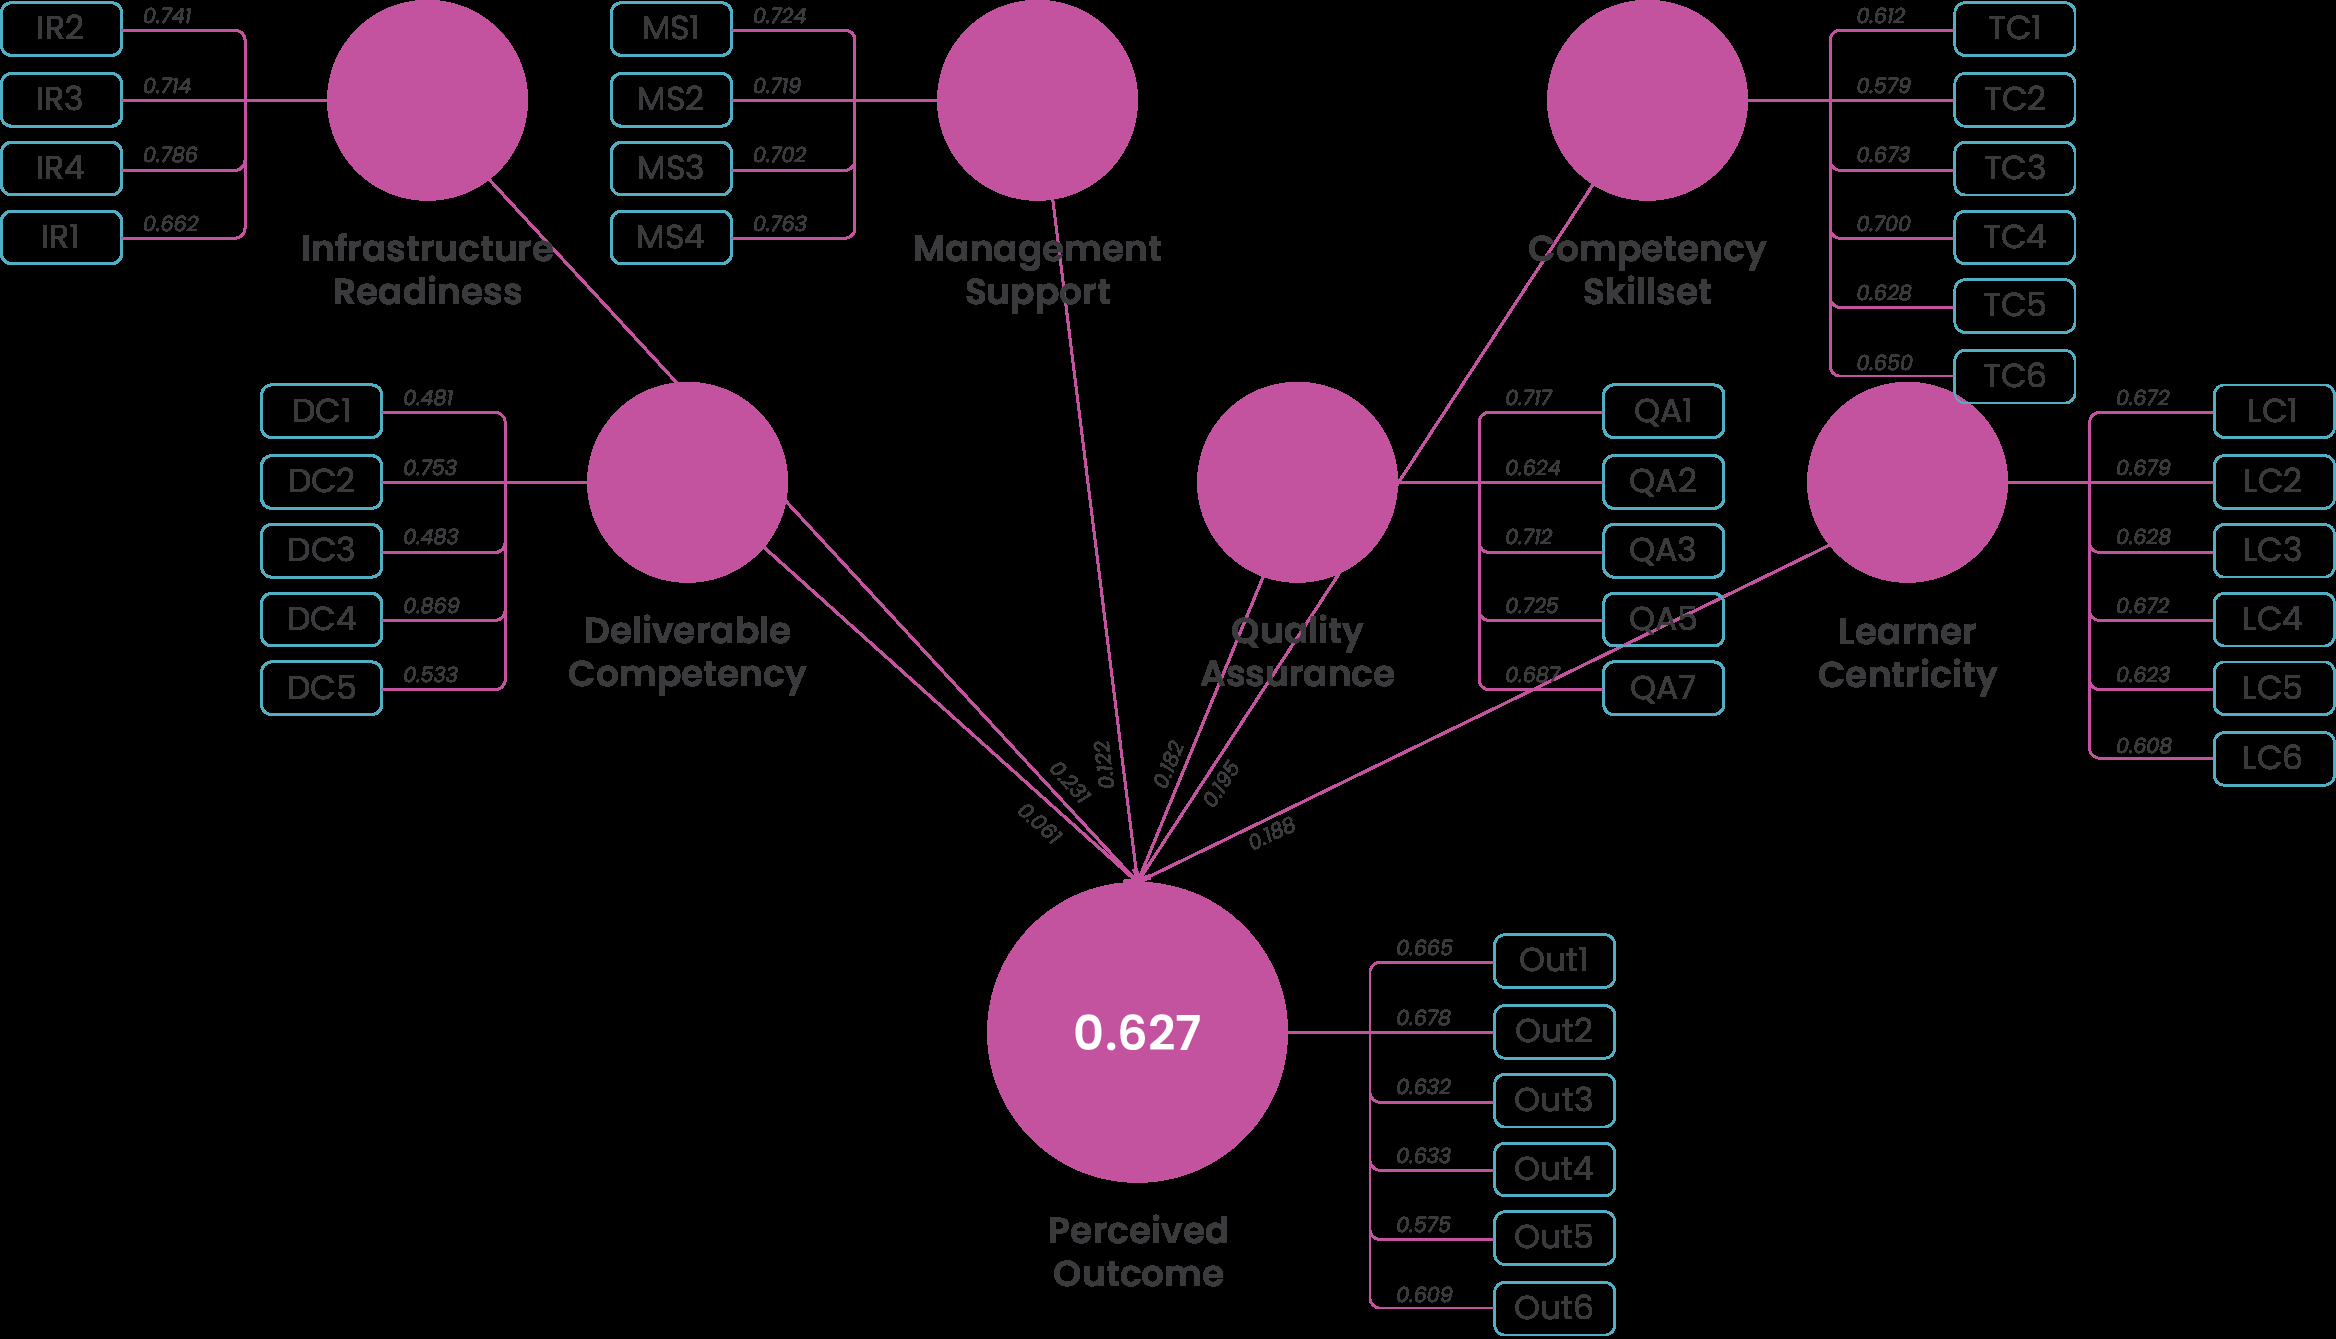 IR2
0.741
IR3
0.714
IR4
0.786
IR1
0.662
Infrastructure
Readiness
MS1
0.724
MS2
0.719
MS3
0.702
MS4
0.763
Management
Support
Competency
Skillset
0.612
TC1
0.579
TC2
0.673
TC3
0.700
TC4
0.628
TC5
0.650
TC6
DC1
0.481
DC2
0.753
DC3
0.483
DC4
0.869
DC5
0.533
Deliverable
Competency
Quality
Assurance
0.717
QA1
0.624
QA2
0.712
QA3
0.725
QA5
0.687
QA7
Learner
Centricity
0.672
LC1
0.679
LC2
0.628
LC3
0.672
LC4
0.623
LC5
0.608
LC6
0.061
0.231
0.122
0.182
0.195
0.188
0.627
Perceived
Outcome
0.665
Out1
0.678
Out2
0.632
Out3
0.633
Out4
0.575
Out5
0.609
Out6